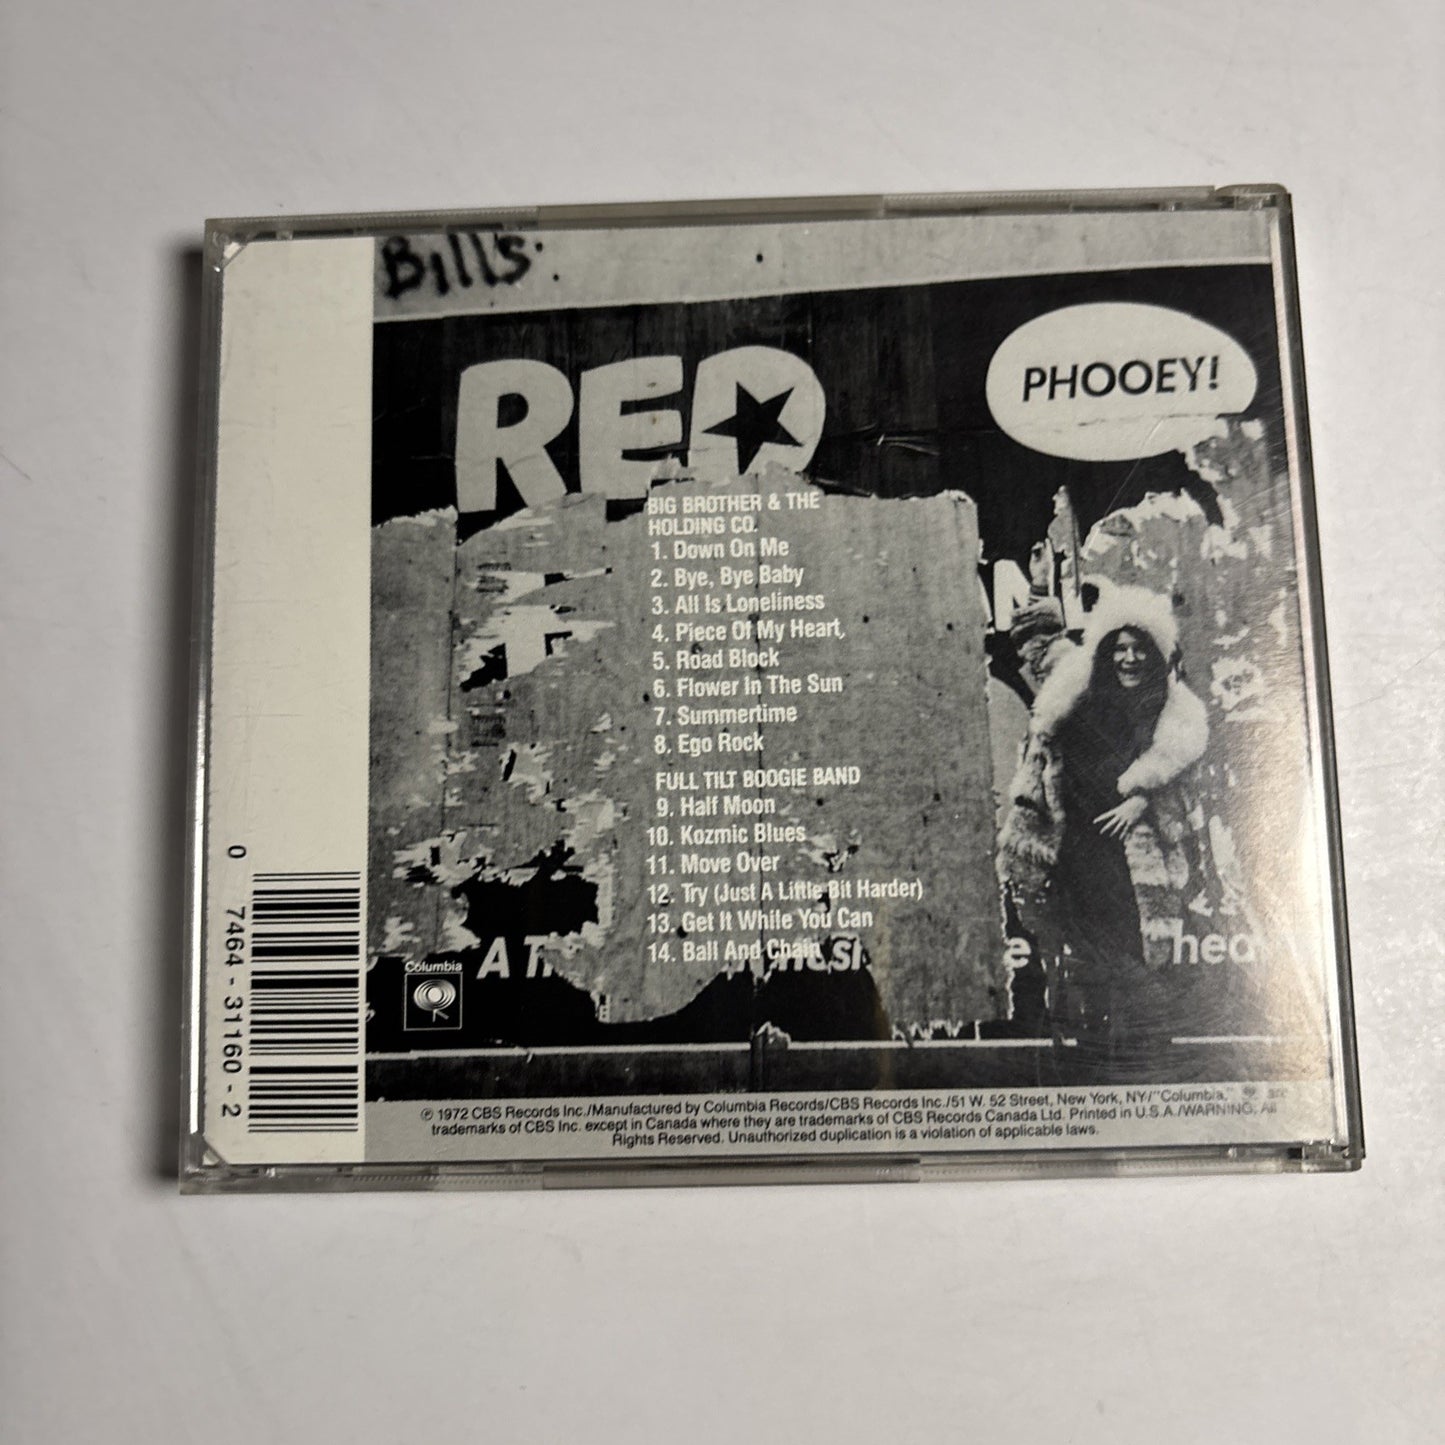 Bill's
RED
PHOOEY!
BIG BROTHER & THE
HOLDING CO.
1. Down On Me
2. Bye, Bye Baby
3. All Is Loneliness
4. Piece Of My Heart,
5. Road Block
6. Flower In The Sun
7. Summertime
8. Ego Rock
FULL TILT BOOGIE BAND
9. Half Moon
10. Kozmic Blues
11. Move Over
12. Try (Just A Little Bit Harder)
13. Get It While You Can
14. Ball And Chain
Columbia
A
hea
0 7464-31160-2
℗ 1972 CBS Records Inc./Manufactured by Columbia Records/CBS Records Inc./51 W. 52 Street, New York, NY/"Columbia,"
trademarks of CBS Inc. except in Canada where they are trademarks of CBS Records Canada Ltd. Printed in U.S.A./WARNING: All
Rights Reserved. Unauthorized duplication is a violation of applicable laws.